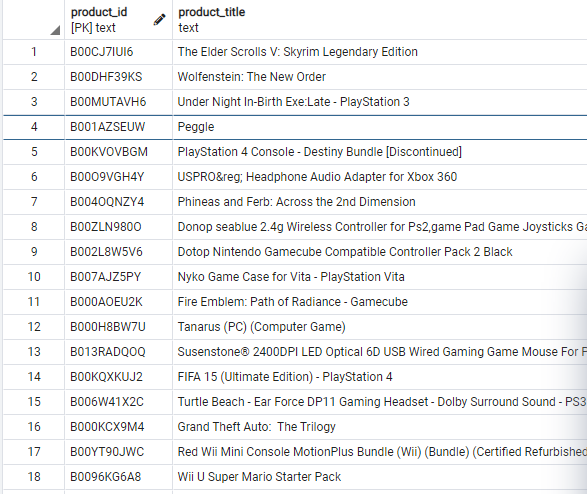 product_id product_title
[PK] text text
1 B00CJ7IUI6 The Elder Scrolls V: Skyrim Legendary Edition
2 B00DHF39KS Wolfenstein: The New Order
3 B00MUTAVH6 Under Night In-Birth Exe:Late - PlayStation 3
4 B001AZSEUW Peggle
5 B00KVOVBGM PlayStation 4 Console - Destiny Bundle [Discontinued]
6 B00O9VGH4Y USPRO&reg; Headphone Audio Adapter for Xbox 360
7 B004OQNZY4 Phineas and Ferb: Across the 2nd Dimension
8 B00ZLN980O Donop seablue 2.4g Wireless Controller for Ps2,game Pad Game Joysticks Ga
9 B002L8W5V6 Dotop Nintendo Gamecube Compatible Controller Pack 2 Black
10 B007AJZ5PY Nyko Game Case for Vita - PlayStation Vita
11 B000AOEU2K Fire Emblem: Path of Radiance - Gamecube
12 B000H8BW7U Tanarus (PC) (Computer Game)
13 B013RADQOQ Susenstone® 2400DPI LED Optical 6D USB Wired Gaming Game Mouse For
14 B00KQXKUJ2 FIFA 15 (Ultimate Edition) - PlayStation 4
15 B006W41X2C Turtle Beach - Ear Force DP11 Gaming Headset - Dolby Surround Sound - PS3
16 B000KCX9M4 Grand Theft Auto: The Trilogy
17 B00YT90JWC Red Wii Mini Console MotionPlus Bundle (Wii) (Bundle) (Certified Refurbished
18 B0096KG6A8 Wii U Super Mario Starter Pack